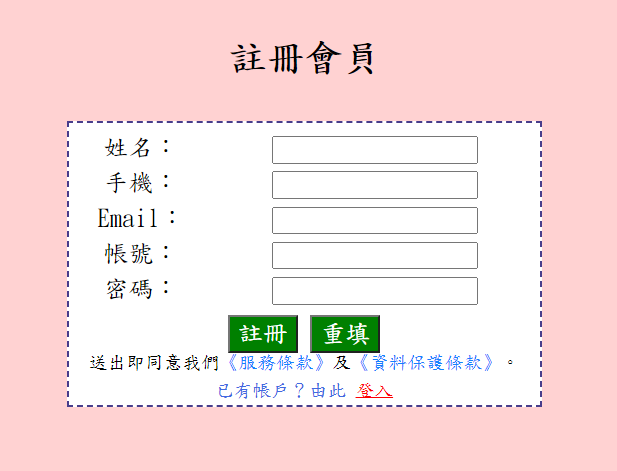 註冊會員
姓名：
手機：
Email：
帳號：
密碼：
註冊 重填
送出即同意我們《服務條款》及《資料保護條款》。
已有帳戶？由此 登入